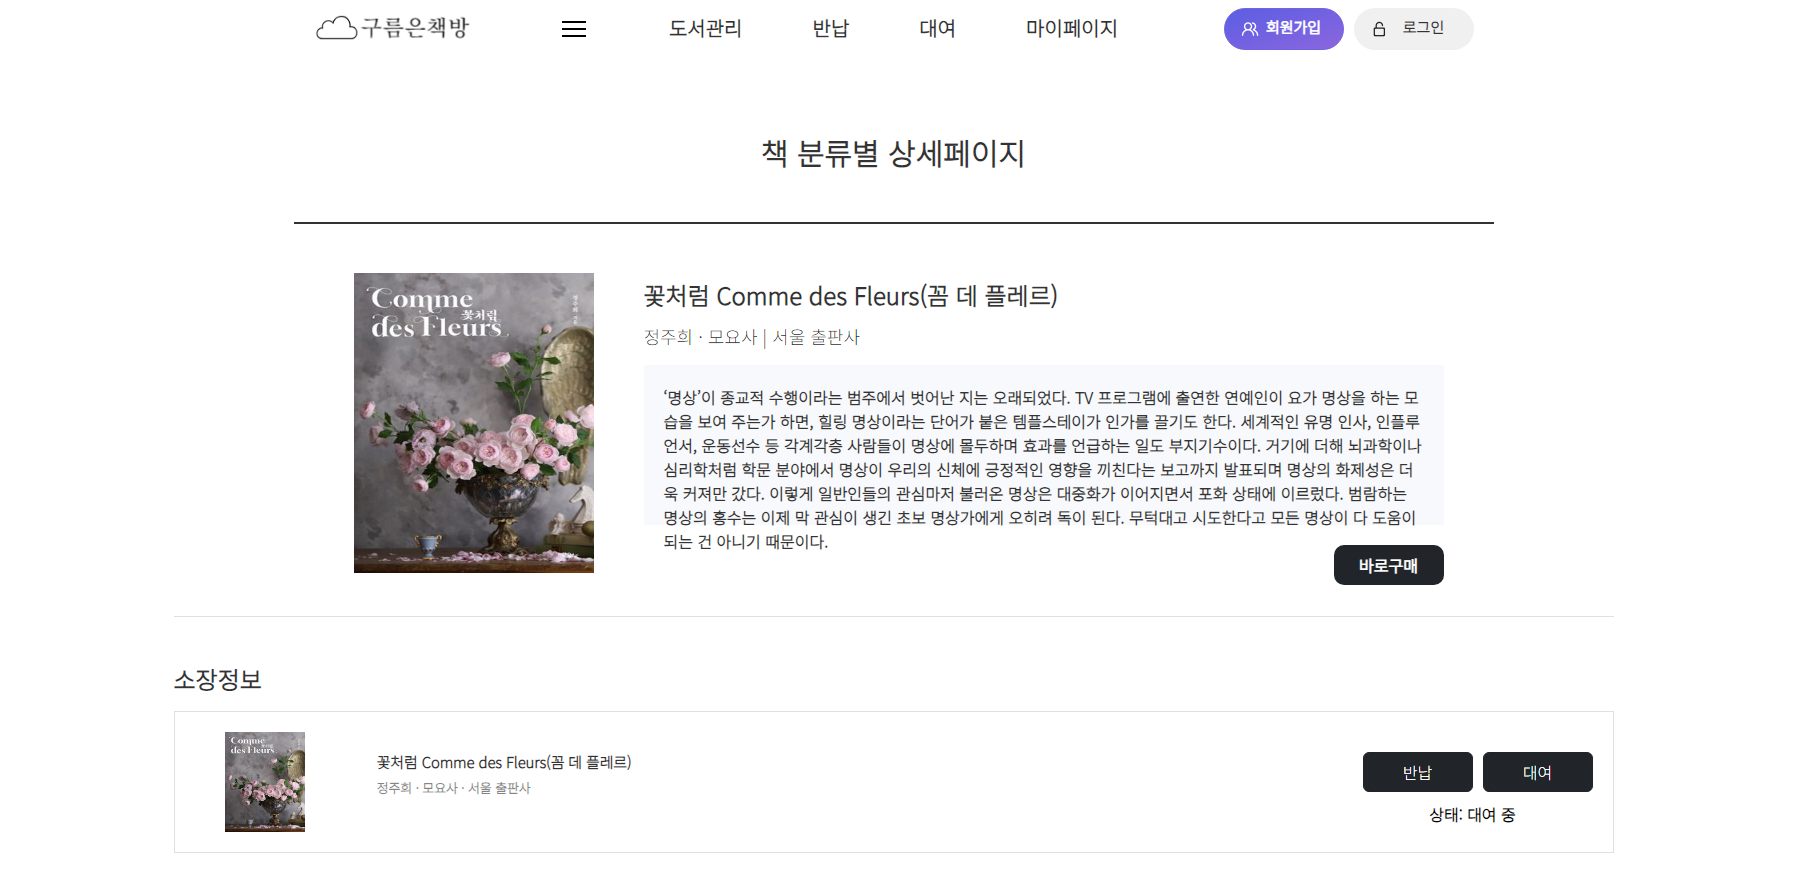 구름은책방
도서관리
반납
대여
마이페이지
회원가입
로그인
책 분류별 상세페이지
Comme
꽃처럼
des Fleurs
꽃처럼 Comme des Fleurs(꼼 데 플레르)
정주희 · 모요사 | 서울 출판사
‘명상’이 종교적 수행이라는 범주에서 벗어난 지는 오래되었다. TV 프로그램에 출연한 연예인이 요가 명상을 하는 모
습을 보여 주는가 하면, 힐링 명상이라는 단어가 붙은 템플스테이가 인가를 끌기도 한다. 세계적인 유명 인사, 인플루
언서, 운동선수 등 각계각층 사람들이 명상에 몰두하며 효과를 언급하는 일도 부지기수이다. 거기에 더해 뇌과학이나
심리학처럼 학문 분야에서 명상이 우리의 신체에 긍정적인 영향을 끼친다는 보고까지 발표되며 명상의 화제성은 더
욱 커져만 갔다. 이렇게 일반인들의 관심마저 불러온 명상은 대중화가 이어지면서 포화 상태에 이르렀다. 범람하는
명상의 홍수는 이제 막 관심이 생긴 초보 명상가에게 오히려 독이 된다. 무턱대고 시도한다고 모든 명상이 다 도움이
되는 건 아니기 때문이다.
바로구매
소장정보
Comme
des Fleurs
꽃처럼 Comme des Fleurs(꼼 데 플레르)
정주희 · 모요사 · 서울 출판사
반납
대여
상태: 대여 중